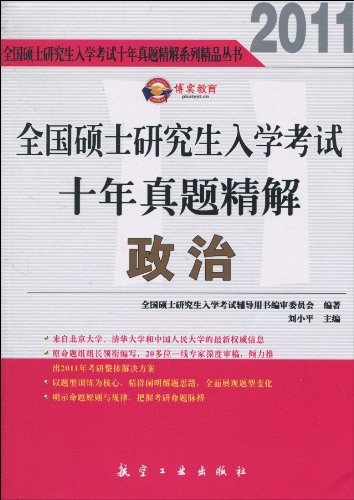 2011
全国硕士研究生入学考试十年真题精解系列精品丛书
博实教育
全国硕士研究生入学考试
十年真题精解
政治
全国硕士研究生入学考试辅导用书编审委员会 编著
刘小平 主编
●来自北京大学、清华大学和中国人民大学的最新权威信息
●原命题组组长领衔编写，20多位一线专家深度审稿，倾力推
出2011年考研整体解决方案
●以题型训练为核心，精得阐明解题思路，全面展现题型变化
●明示命题原则与规律，把握考研命题脉搏
航空工业出版社